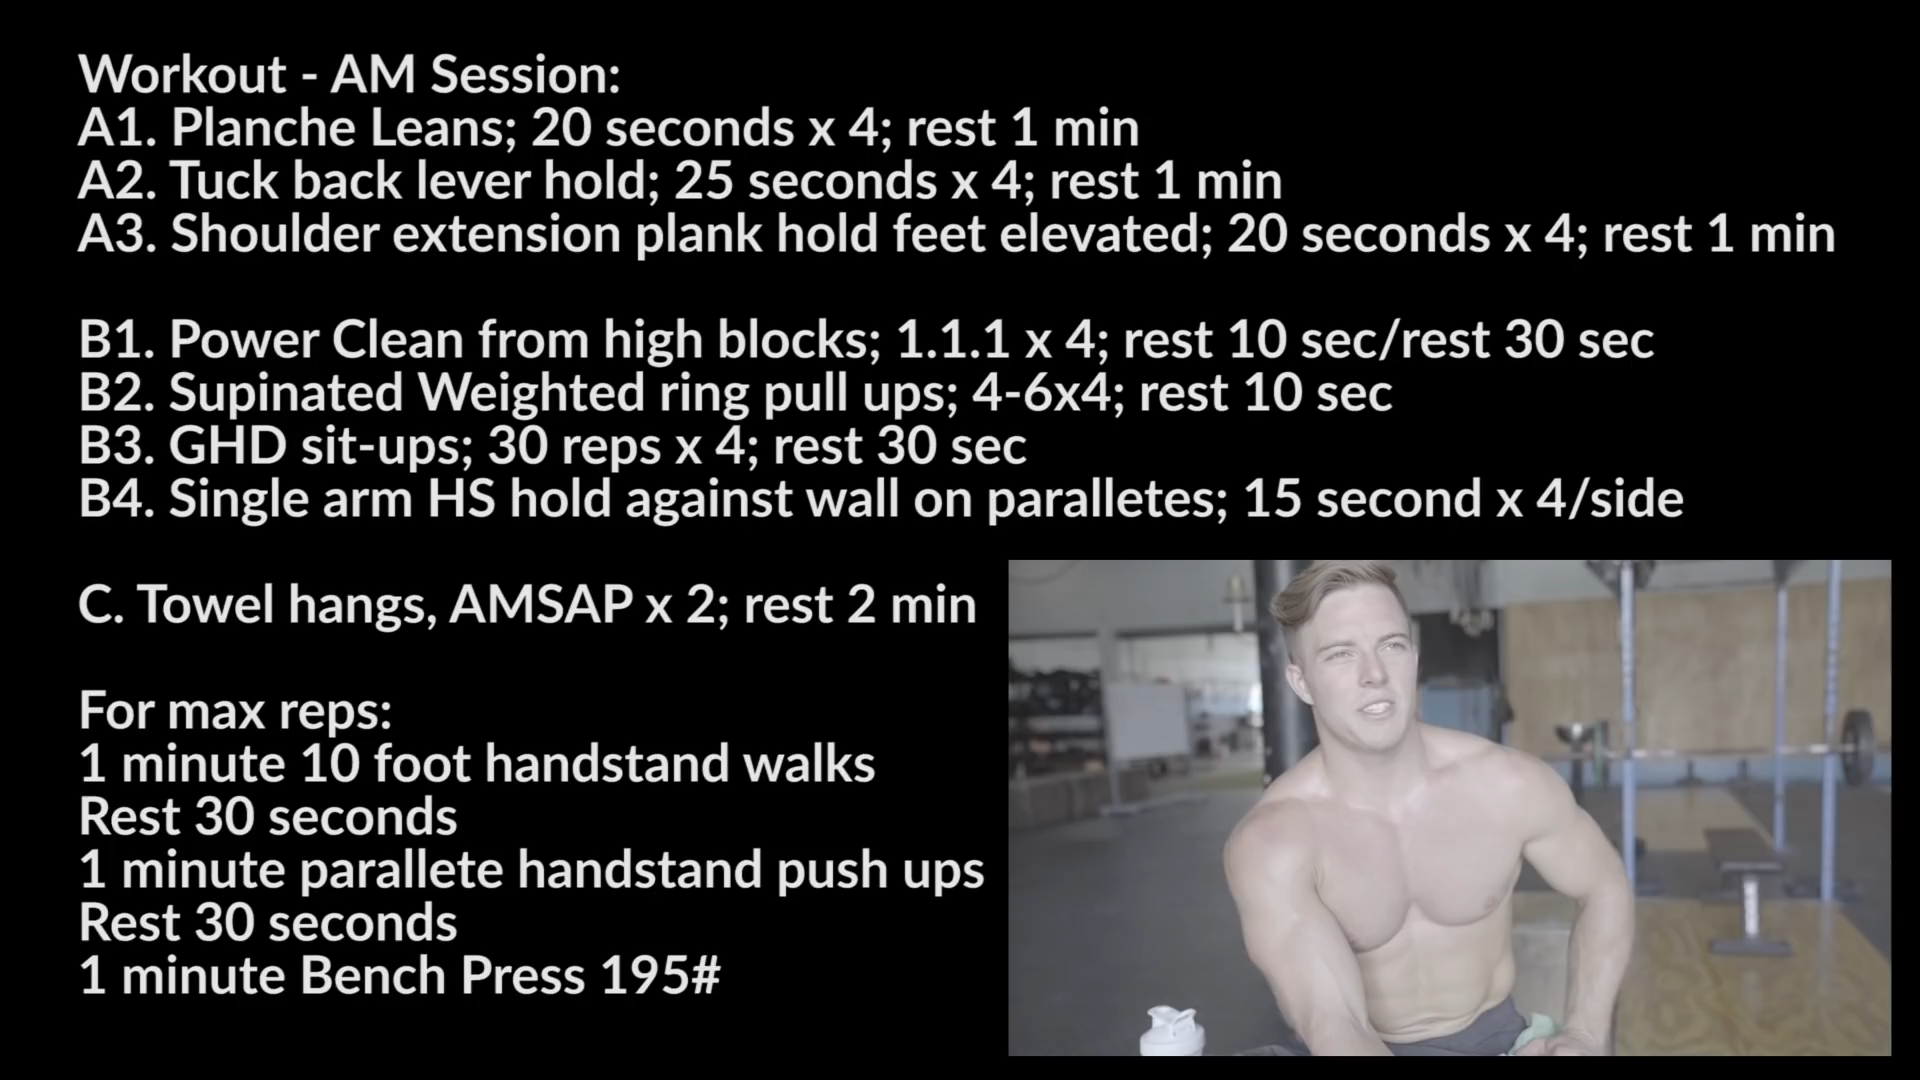 Workout - AM Session:
A1. Planche Leans; 20 seconds x 4; rest 1 min
A2. Tuck back lever hold; 25 seconds x 4; rest 1 min
A3. Shoulder extension plank hold feet elevated; 20 seconds x 4; rest 1 min
B1. Power Clean from high blocks; 1.1.1 x 4; rest 10 sec/rest 30 sec
B2. Supinated Weighted ring pull ups; 4-6x4; rest 10 sec
B3. GHD sit-ups; 30 reps x 4; rest 30 sec
B4. Single arm HS hold against wall on paralletes; 15 second x 4/side
C. Towel hangs, AMSAP x 2; rest 2 min
For max reps:
1 minute 10 foot handstand walks
Rest 30 seconds
1 minute parallete handstand push ups
Rest 30 seconds
1 minute Bench Press 195#